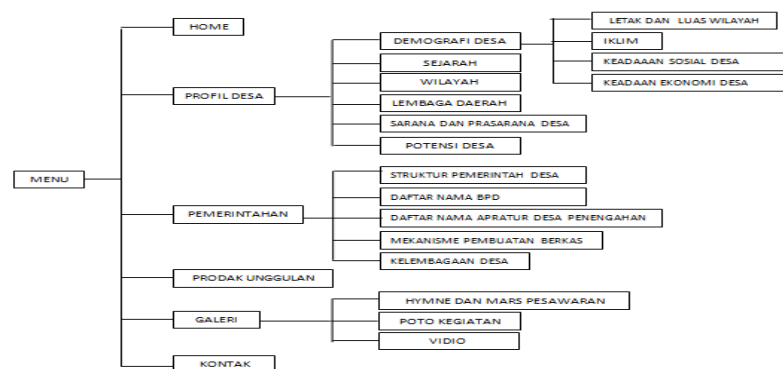 MENU
HOME
PROFIL DESA
DEMOGRAFI DESA
LETAK DAN LUAS WILAYAH
IKLIM
KEADAAAN SOSIAL DESA
KEADAAN EKONOMI DESA
SEJARAH
WILAYAH
LEMBAGA DAERAH
SARANA DAN PRASARANA DESA
POTENSI DESA
PEMERINTAHAN
STRUKTUR PEMERINTAH DESA
DAFTAR NAMA BPD
DAFTAR NAMA APRATUR DESA PENENGAHAN
MEKANISME PEMBUATAN BERKAS
KELEMBAGAAN DESA
PRODAK UNGGULAN
GALERI
HYMNE DAN MARS PESAWARAN
POTO KEGIATAN
VIDIO
KONTAK